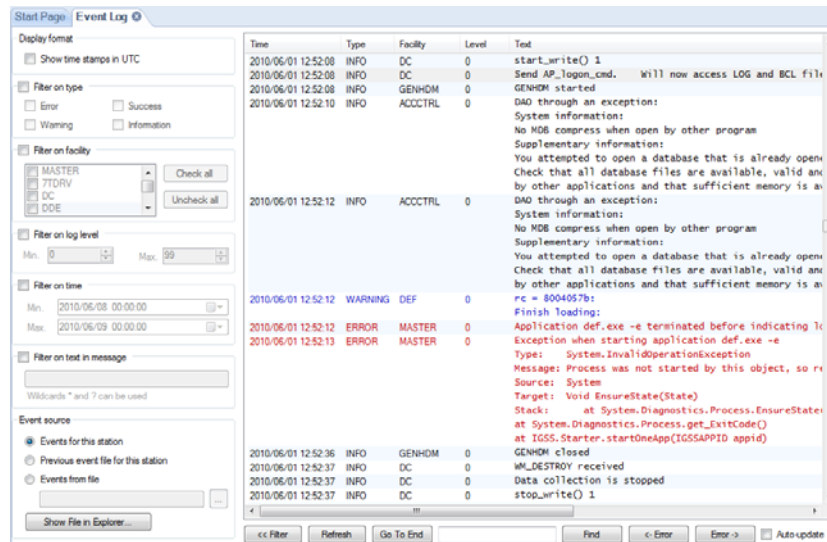 Start Page
Event Log
Display format
Show time stamps in UTC
Filter on type
Error
Success
Warning
Information
Filter on facility
MASTER
7TDRV
DC
DDE
Check all
Uncheck all
Filter on log level
Min. 0
Max. 99
Filter on time
Min. 2010/06/08 00:00:00
Max. 2010/06/09 00:00:00
Filter on text in message
Wildcards * and ? can be used
Event source
Events for this station
Previous event file for this station
Events from file
...
Show File in Explorer...
Time Type Facility Level Text
2010/06/01 12:52:08 INFO DC 0 start_write() 1
2010/06/01 12:52:08 INFO DC 0 Send AP_logon_cmd. Will now access LOG and BCL file
2010/06/01 12:52:08 INFO GENHDM 0 GENHDM started
2010/06/01 12:52:10 INFO ACCCTRL 0 DAO through an exception:
System information:
No MDB compress when open by other program
Supplementary information:
You attempted to open a database that is already opene
Check that all database files are available, valid and
by other applications and that sufficient memory is av
2010/06/01 12:52:12 INFO ACCCTRL 0 DAO through an exception:
System information:
No MDB compress when open by other program
Supplementary information:
You attempted to open a database that is already opene
Check that all database files are available, valid and
by other applications and that sufficient memory is av
2010/06/01 12:52:12 WARNING DEF 0 rc = 8004057b:
Finish loading:
2010/06/01 12:52:12 ERROR MASTER 0 Application def.exe -e terminated before indicating lo
2010/06/01 12:52:13 ERROR MASTER 0 Exception when starting application def.exe -e
Type: System.InvalidOperationException
Message: Process was not started by this object, so re
Source: System
Target: Void EnsureState(State)
Stack: at System.Diagnostics.Process.EnsureState
at System.Diagnostics.Process.get_ExitCode()
at IGSS.Starter.startOneApp(IGSSAPPID appid)
2010/06/01 12:52:36 INFO GENHDM 0 GENHDM closed
2010/06/01 12:52:37 INFO DC 0 WM_DESTROY received
2010/06/01 12:52:37 INFO DC 0 Data collection is stopped
2010/06/01 12:52:37 INFO DC 0 stop_write() 1
<< Filter
Refresh
Go To End
Find
<- Error
Error ->
Auto-update